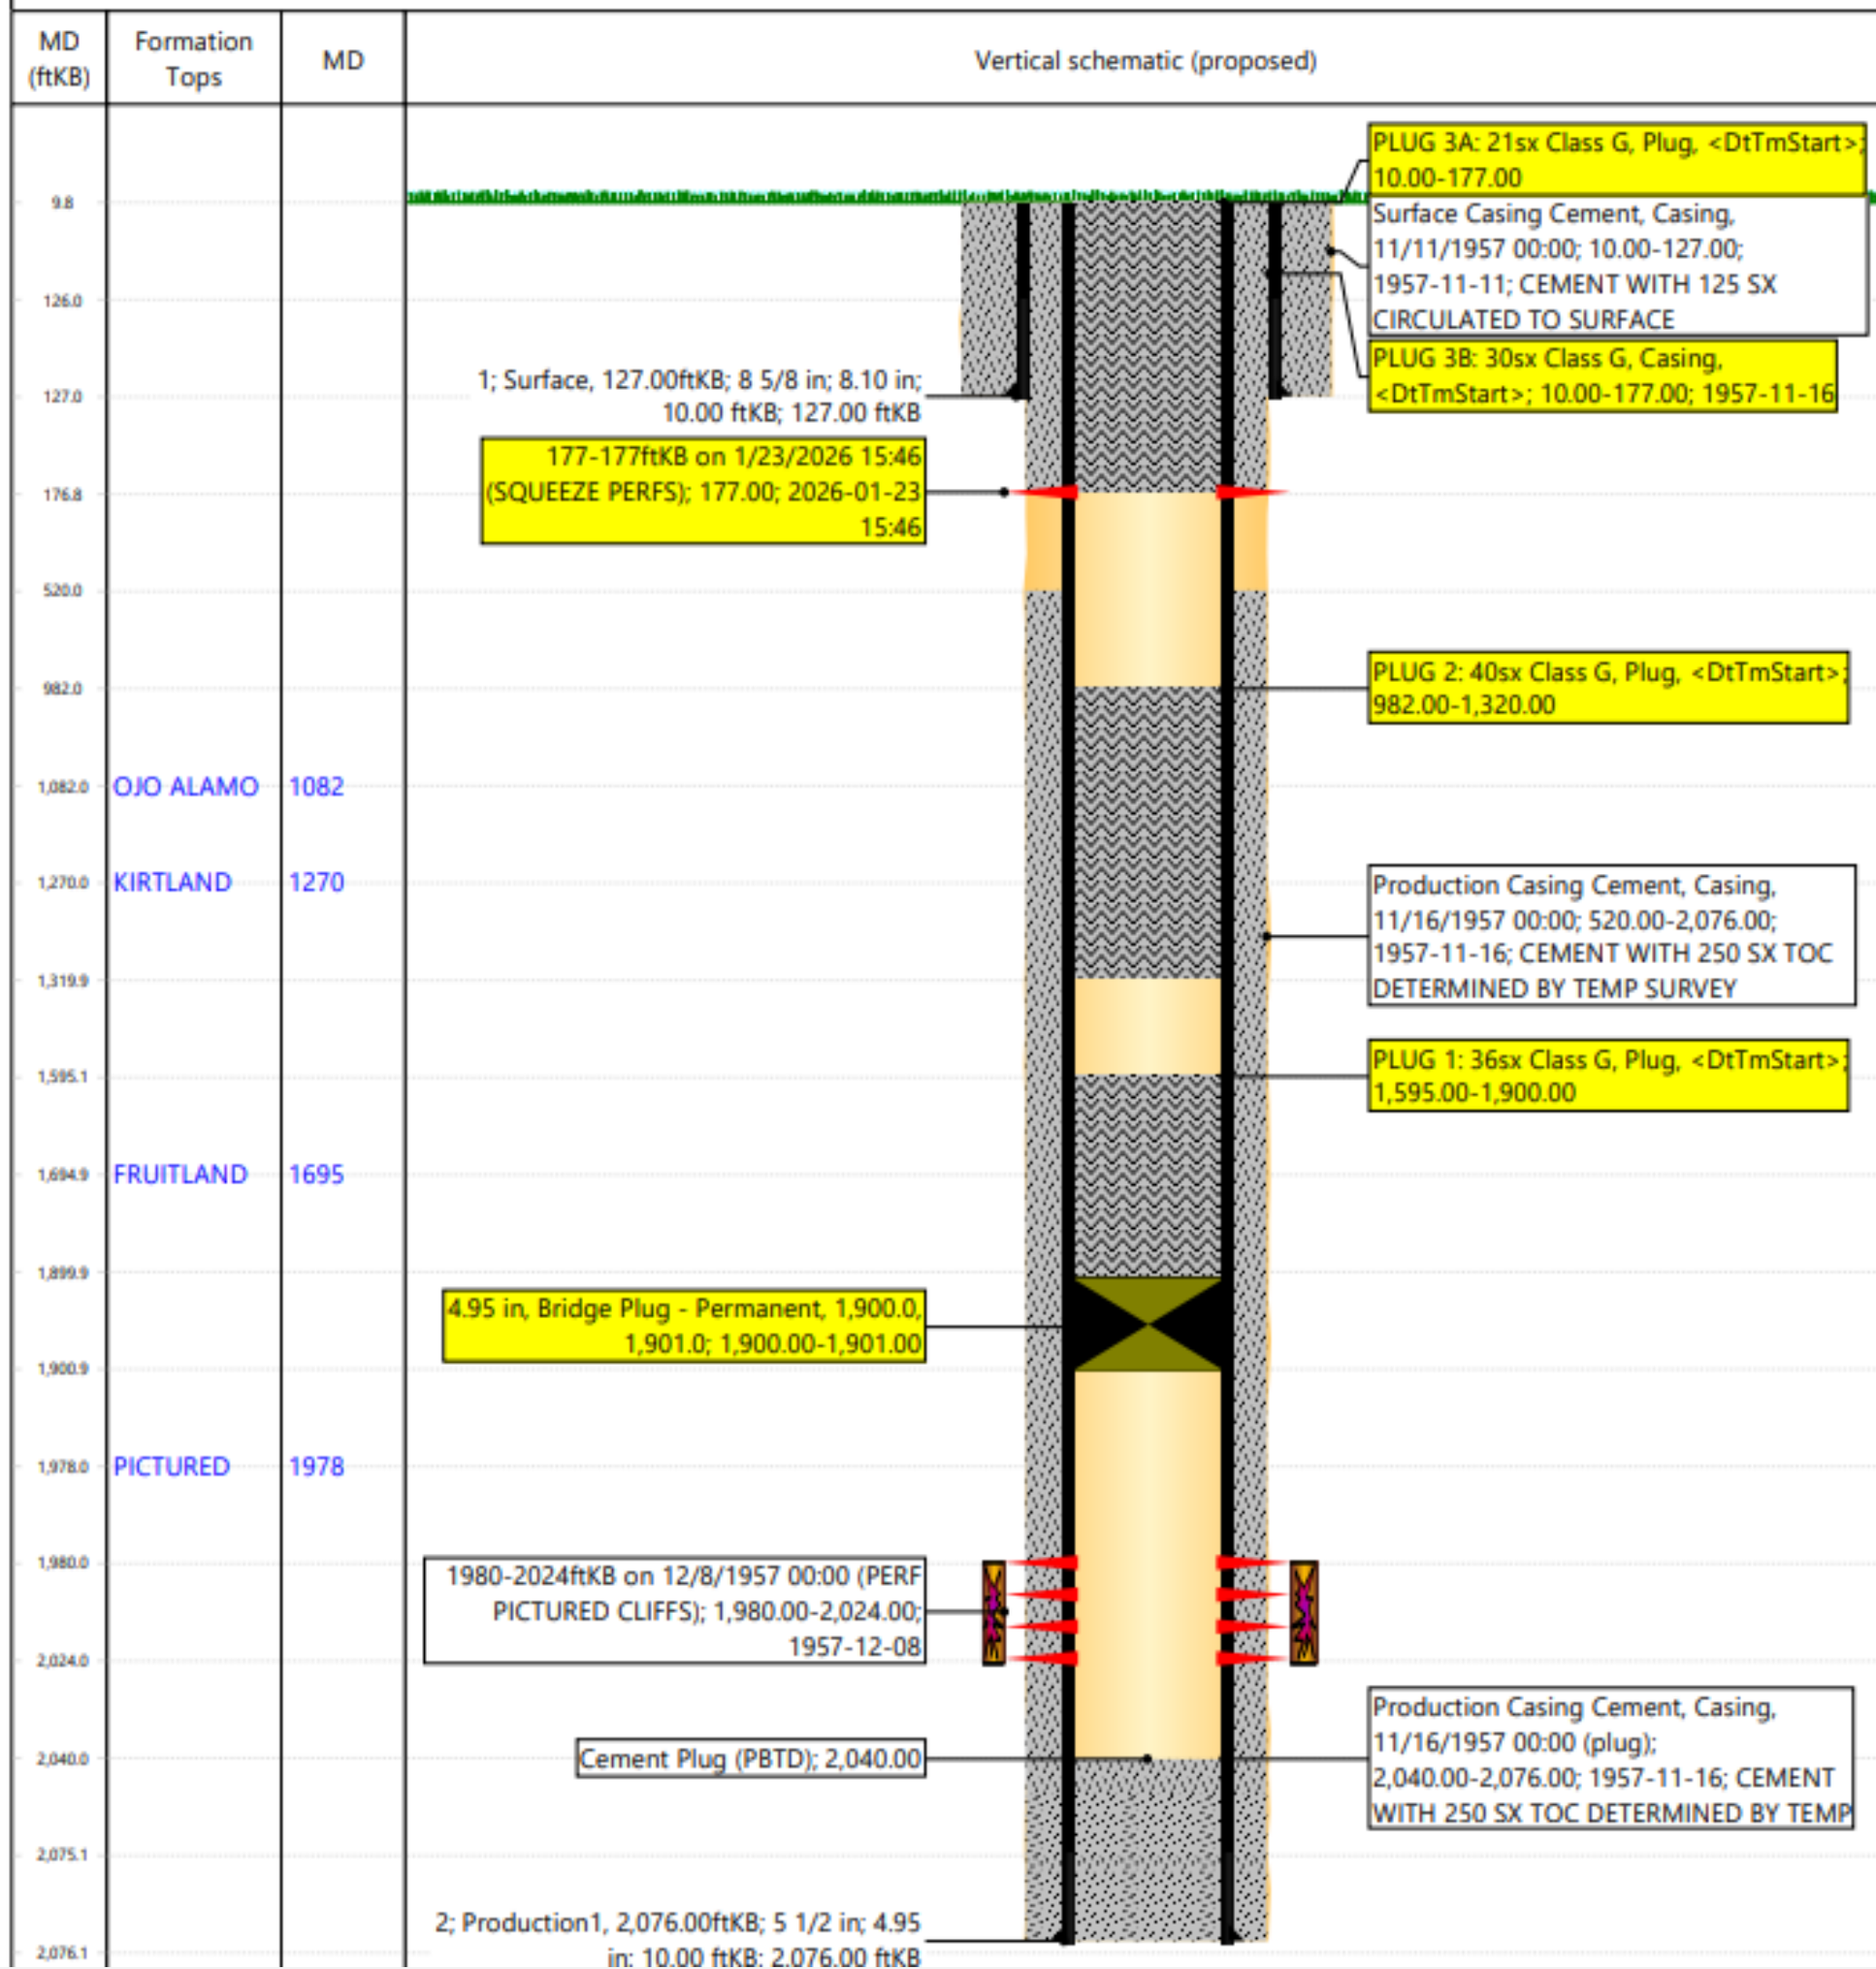 MD
(ftKB)
Formation
Tops
MD
Vertical schematic (proposed)
PLUG 3A: 21sx Class G, Plug, <DtTmStart>;
10.00-177.00
9.8
Surface Casing Cement, Casing,
11/11/1957 00:00; 10.00-127.00;
1957-11-11; CEMENT WITH 125 SX
CIRCULATED TO SURFACE
126.0
PLUG 3B: 30sx Class G, Casing,
<DtTmStart>; 10.00-177.00; 1957-11-16
1; Surface, 127.00ftKB; 8 5/8 in; 8.10 in;
10.00 ftKB; 127.00 ftKB
127.0
177-177ftKB on 1/23/2026 15:46
(SQUEEZE PERFS); 177.00; 2026-01-23
15:46
176.8
520.0
PLUG 2: 40sx Class G, Plug, <DtTmStart>;
982.00-1,320.00
982.0
1,082.0 OJO ALAMO 1082
1,270.0 KIRTLAND 1270
Production Casing Cement, Casing,
11/16/1957 00:00; 520.00-2,076.00;
1957-11-16; CEMENT WITH 250 SX TOC
DETERMINED BY TEMP SURVEY
1,319.9
PLUG 1: 36sx Class G, Plug, <DtTmStart>;
1,595.00-1,900.00
1,595.1
1,694.9 FRUITLAND 1695
1,899.9
4.95 in, Bridge Plug - Permanent, 1,900.0,
1,901.0; 1,900.00-1,901.00
1,900.9
1,978.0 PICTURED 1978
1,980.0
1980-2024ftKB on 12/8/1957 00:00 (PERF
PICTURED CLIFFS); 1,980.00-2,024.00;
1957-12-08
2,024.0
Production Casing Cement, Casing,
11/16/1957 00:00 (plug);
2,040.00-2,076.00; 1957-11-16; CEMENT
WITH 250 SX TOC DETERMINED BY TEMP
Cement Plug (PBTD); 2,040.00
2,040.0
2,075.1
2; Production1, 2,076.00ftKB; 5 1/2 in; 4.95
in; 10.00 ftKB; 2,076.00 ftKB
2,076.1